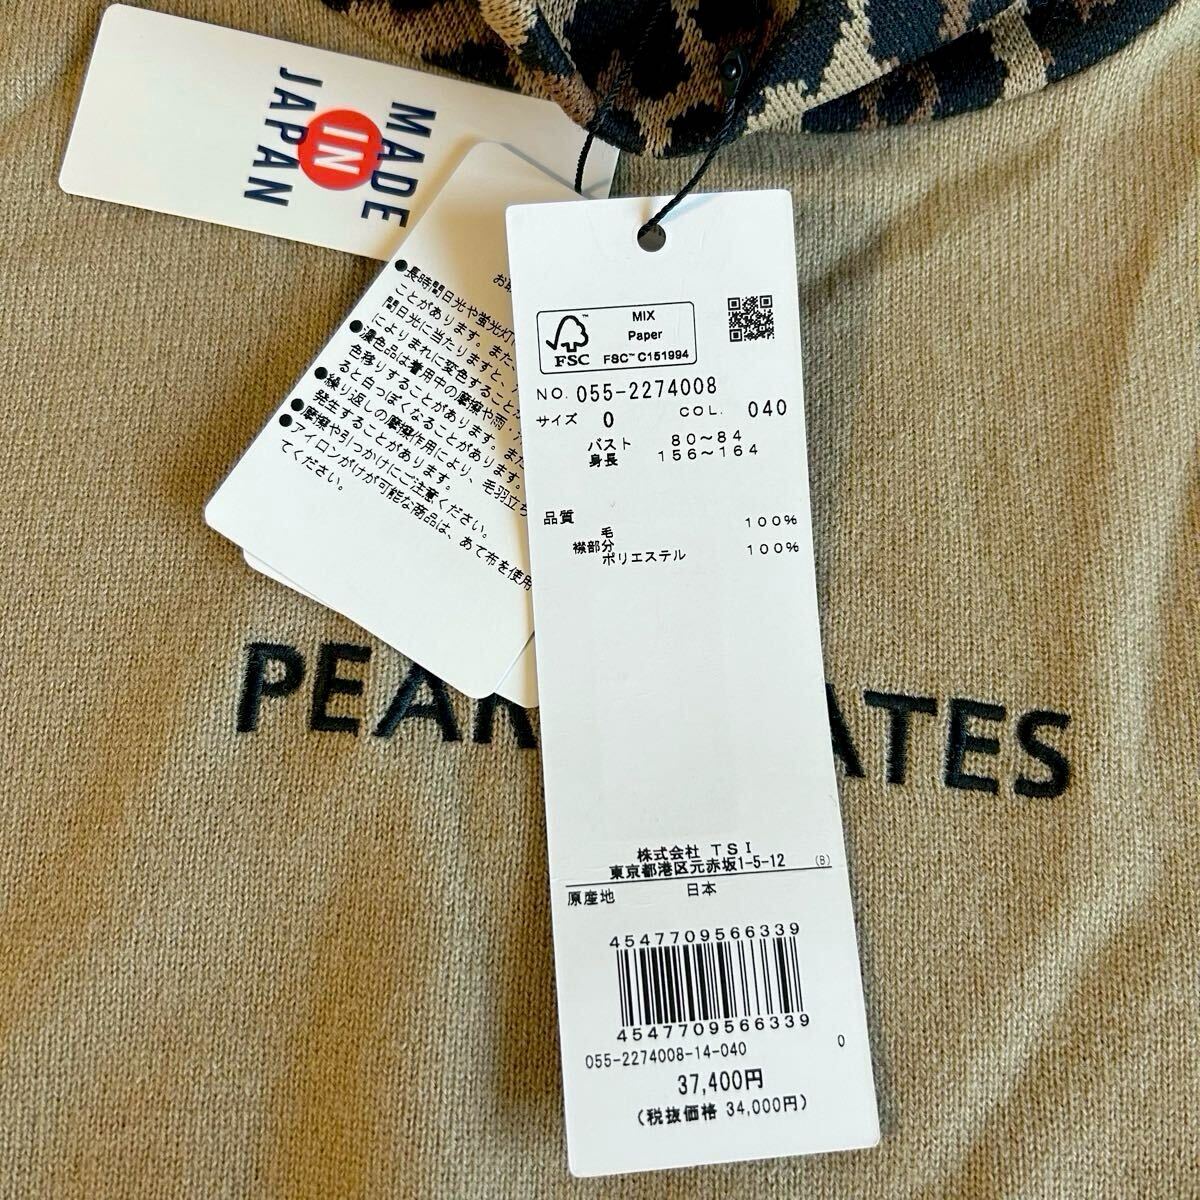 MADE
IN
JAPAN
●長時間日光や蛍光灯
ことがあります。また、
間日光に当たりますと、
によりまれに変色することが
●濃色品は着用中の摩擦や雨
色移りすることがあります。また
ると白っぽくなることがあります。
●繰り返しの摩擦作用により、毛羽立ち
発生することがあります。
●摩擦や引っかけにご注意ください。
●アイロンがけが可能な商品は、あて布を使用
てください。
MIX
Paper
FSC
FSC™ C151994
NO. 055-2274008
サイズ 0 COL. 040
バスト 80~84
身長 156~164
品質
毛 100%
襟部分
ポリエステル 100%
株式会社 TSI
東京都港区元赤坂1-5-12 (B)
原産地 日本
4547709566339
4547709566339
055-2274008-14-040 0
37,400円
(税抜価格 34,000円)
PEAR ATES